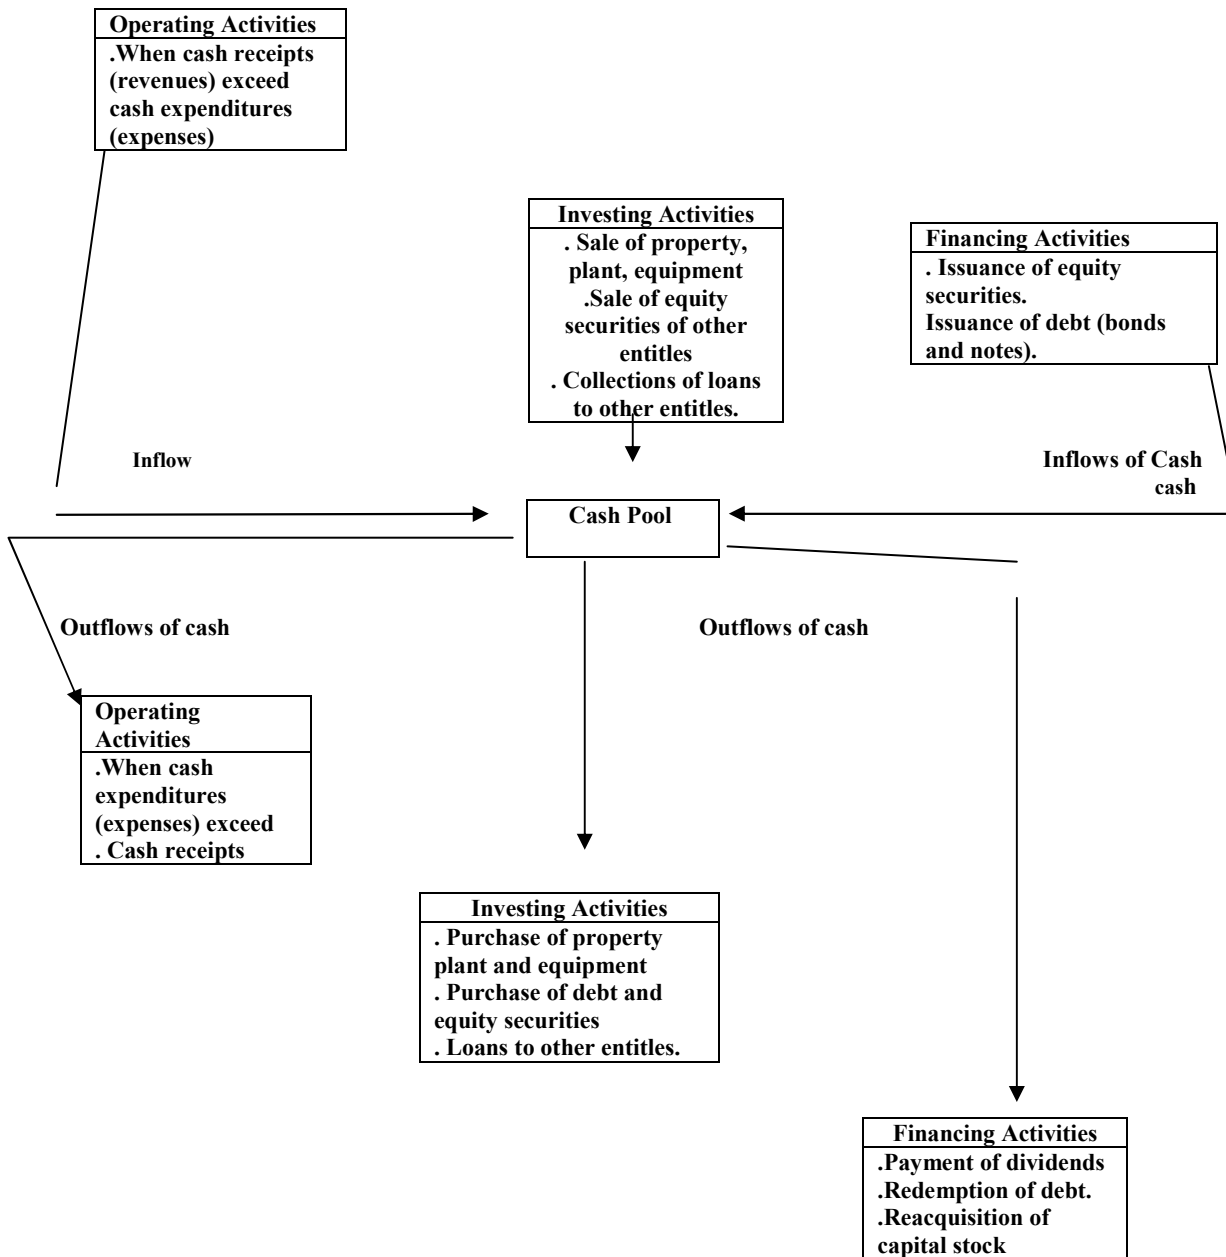 Operating Activities
.When cash receipts
(revenues) exceed
cash expenditures
(expenses)
Investing Activities
. Sale of property,
plant, equipment
.Sale of equity
securities of other
entitles
. Collections of loans
to other entitles.
Financing Activities
. Issuance of equity
securities.
Issuance of debt (bonds
and notes).
Inflow
Inflows of Cash
cash
Cash Pool
Outflows of cash
Outflows of cash
Operating
Activities
.When cash
expenditures
(expenses) exceed
. Cash receipts
Investing Activities
. Purchase of property
plant and equipment
. Purchase of debt and
equity securities
. Loans to other entitles.
Financing Activities
.Payment of dividends
.Redemption of debt.
.Reacquisition of
capital stock